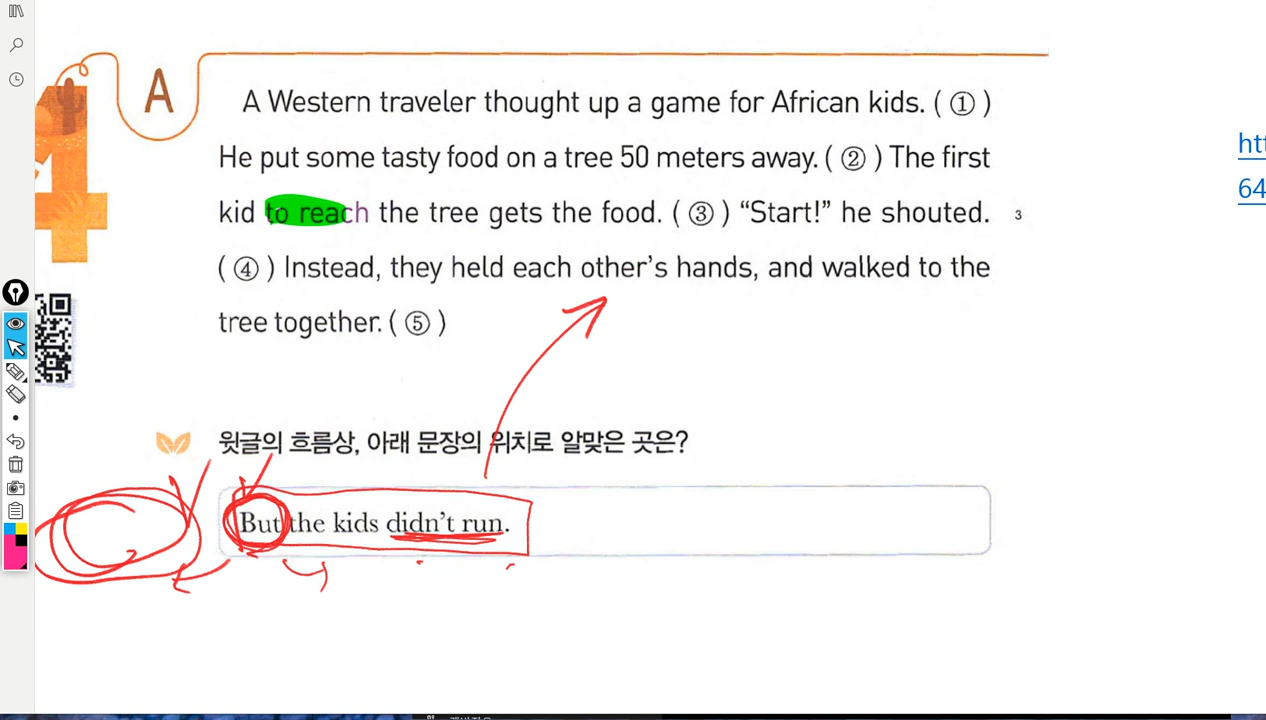 A
A Western traveler thought up a game for African kids. ( ① )
He put some tasty food on a tree 50 meters away. ( ② ) The first
kid to reach the tree gets the food. ( ③ ) “Start!” he shouted.
3
( ④ ) Instead, they held each other’s hands, and walked to the
tree together. ( ⑤ )
윗글의 흐름상, 아래 문장의 위치로 알맞은 곳은?
But the kids didn’t run.
htt
64
4